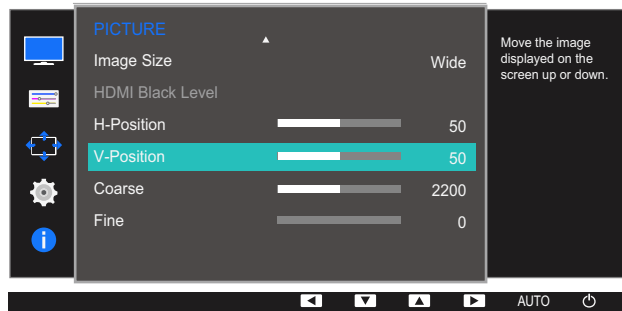 PICTURE
Image Size Wide
HDMI Black Level
H-Position 50
V-Position 50
Coarse 2200
Fine 0
Move the image
displayed on the
screen up or down.
i
AUTO